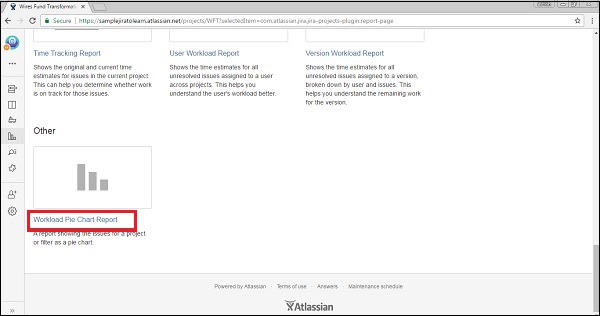 Wires Fund Transformati
Secure
https://samplejiratolearn.atlassian.net/projects/WFT?selectedItem=com.atlassian.jira.jira-projects-plugin:report-page
Time Tracking Report
User Workload Report
Version Workload Report
Shows the original and current time
estimates for issues in the current project.
This can help you determine whether work
is on track for those issues.
Shows the time estimates for all
unresolved issues assigned to a user
across projects. This helps you
understand the user's workload better.
Shows the time estimates for all
unresolved issues assigned to a version,
broken down by user and issues. This
helps you understand the remaining work
for the version.
Other
Workload Pie Chart Report
A report showing the issues for a project
or filter as a pie chart.
Powered by Atlassian · Terms of use · Answers · Maintenance schedule
Atlassian